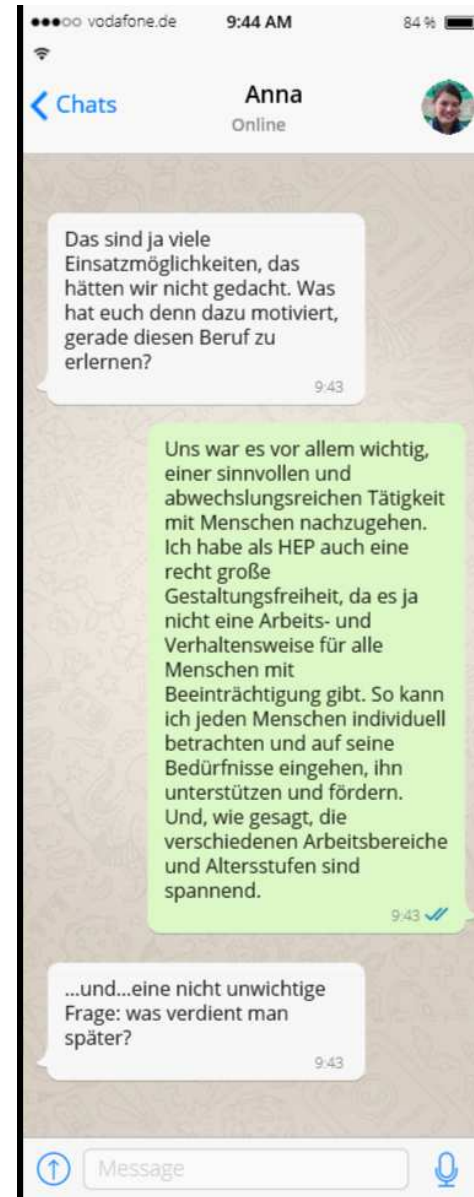 vodafone.de 9:44 AM 84 %
Chats
Anna
Online
Das sind ja viele
Einsatzmöglichkeiten, das
hätten wir nicht gedacht. Was
hat euch denn dazu motiviert,
gerade diesen Beruf zu
erlernen?
9:43
Uns war es vor allem wichtig,
einer sinnvollen und
abwechslungsreichen Tätigkeit
mit Menschen nachzugehen.
Ich habe als HEP auch eine
recht große
Gestaltungsfreiheit, da es ja
nicht eine Arbeits- und
Verhaltensweise für alle
Menschen mit
Beeinträchtigung gibt. So kann
ich jeden Menschen individuell
betrachten und auf seine
Bedürfnisse eingehen, ihn
unterstützen und fördern.
Und, wie gesagt, die
verschiedenen Arbeitsbereiche
und Altersstufen sind
spannend.
9:43
...und...eine nicht unwichtige
Frage: was verdient man
später?
9:43
Message